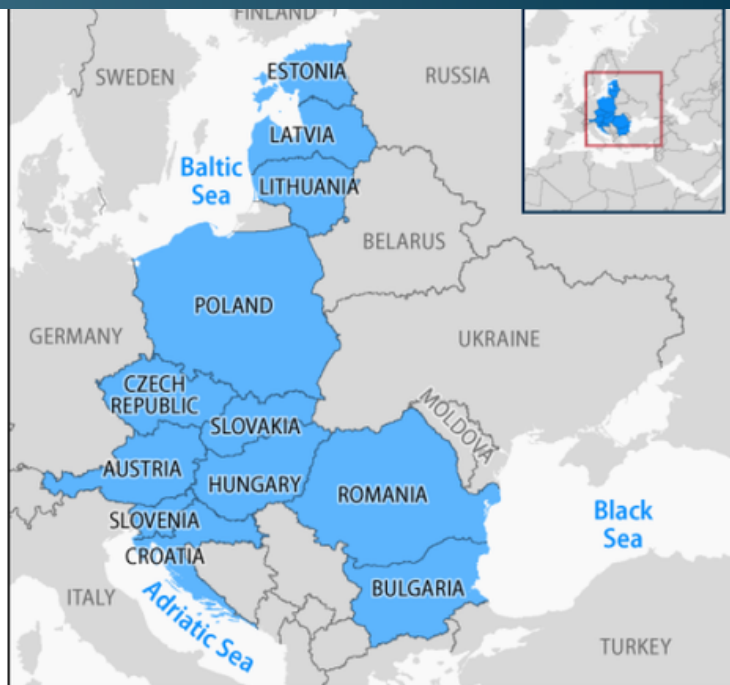 FINLAND
SWEDEN
ESTONIA
RUSSIA
LATVIA
Baltic
Sea
LITHUANIA
BELARUS
POLAND
GERMANY
UKRAINE
CZECH
REPUBLIC
SLOVAKIA
MOLDOVA
AUSTRIA
HUNGARY
ROMANIA
SLOVENIA
Black
Sea
CROATIA
BULGARIA
ITALY
Adriatic Sea
TURKEY